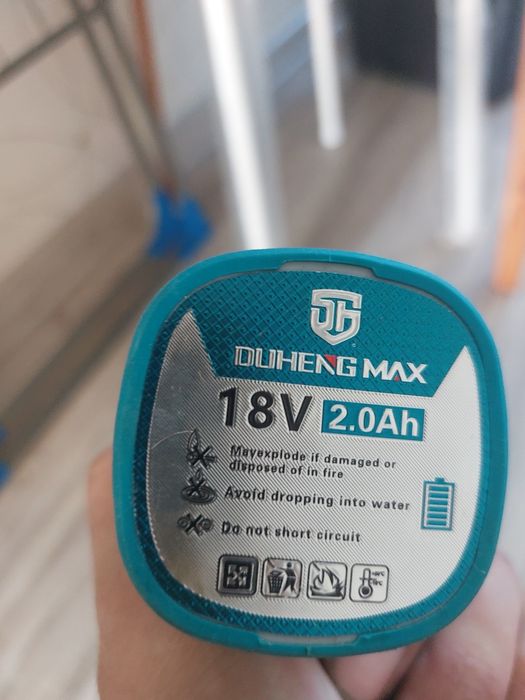 DUHENG MAX
18V 2.0Ah
Mayexplode if damaged or
disposed of in fire
Avoid dropping into water
Do not short circuit